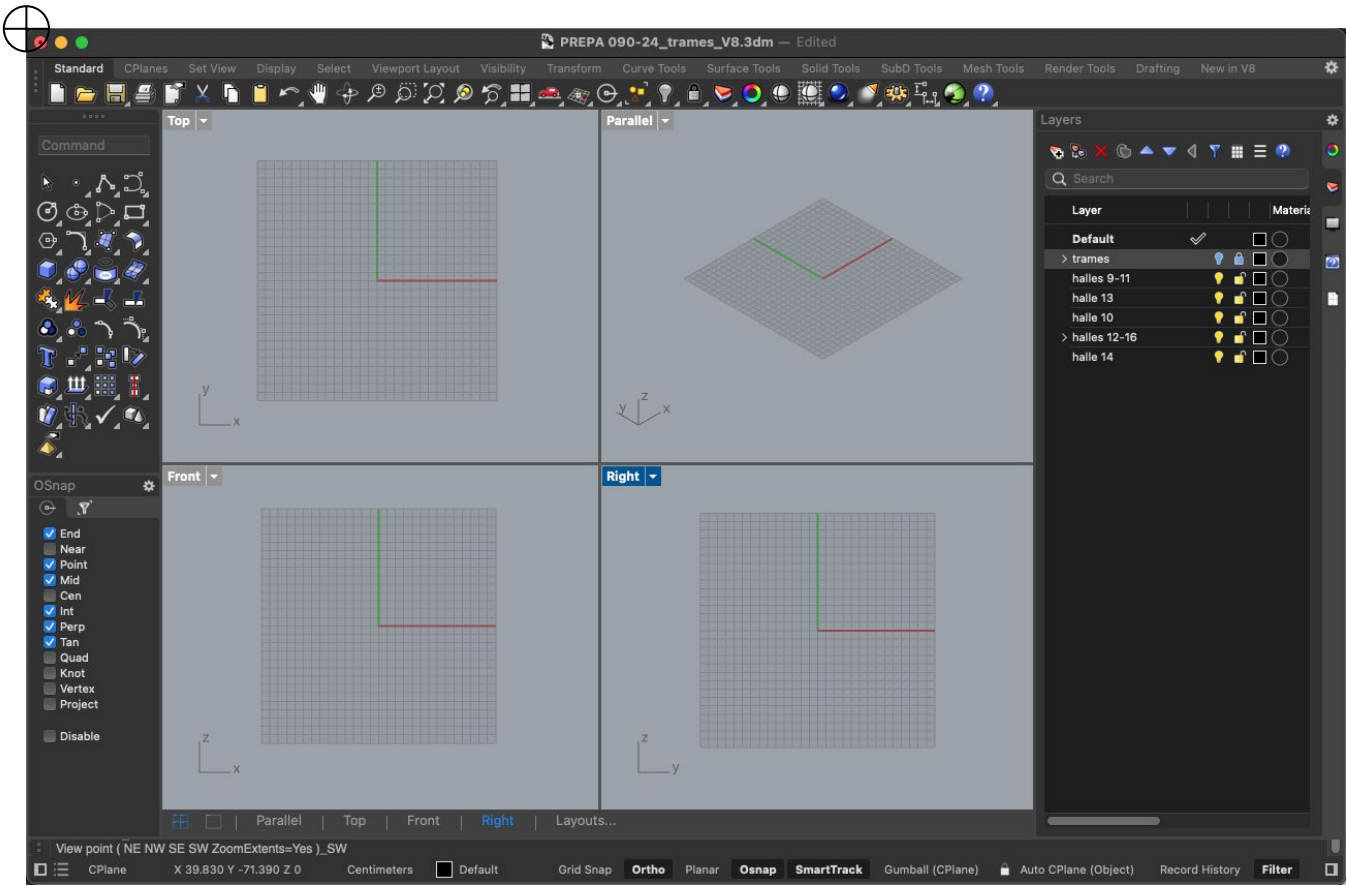 PREPA 090-24_trames_V8.3dm — Edited
Standard CPlanes Set View Display Select Viewport Layout Visibility Transform Curve Tools Surface Tools Solid Tools SubD Tools Mesh Tools Render Tools Drafting New in V8
Top
Parallel
Layers
Command
Search
Layer Materia
Default
> trames
halles 9-11
halle 13
halle 10
> halles 12-16
halle 14
y
x
y z x
Front
Right
OSnap
End
Near
Point
Mid
Cen
Int
Perp
Tan
Quad
Knot
Vertex
Project
Disable
z
x
z
y
Parallel | Top | Front | Right | Layouts...
View point ( NE NW SE SW ZoomExtents=Yes )_SW
CPlane X 39.830 Y -71.390 Z 0 Centimeters Default Grid Snap Ortho Planar Osnap SmartTrack Gumball (CPlane) Auto CPlane (Object) Record History Filter